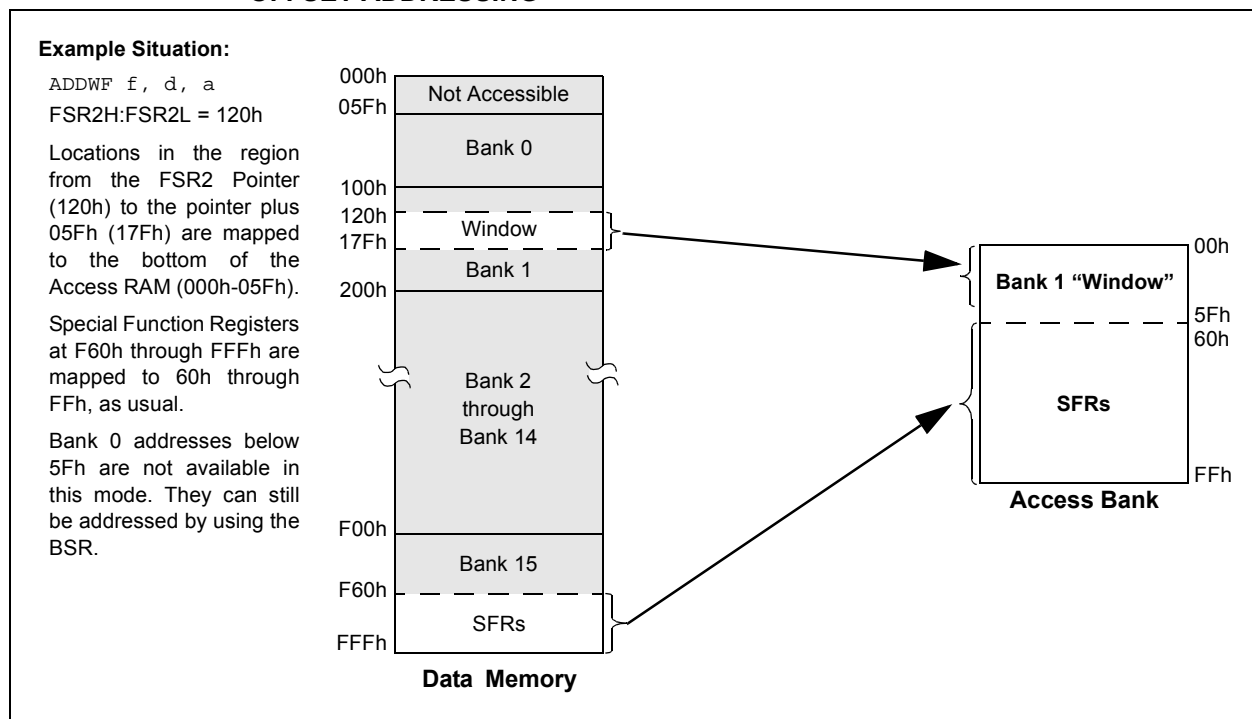 OFFSET ADDRESSING
Example Situation:
ADDWF f, d, a
FSR2H:FSR2L = 120h
Locations in the region
from the FSR2 Pointer
(120h) to the pointer plus
05Fh (17Fh) are mapped
to the bottom of the
Access RAM (000h-05Fh).
Special Function Registers
at F60h through FFFh are
mapped to 60h through
FFh, as usual.
Bank 0 addresses below
5Fh are not available in
this mode. They can still
be addressed by using the
BSR.
000h
Not Accessible
05Fh
Bank 0
100h
120h
Window
17Fh
Bank 1
200h
Bank 2
through
Bank 14
F00h
Bank 15
F60h
SFRs
FFFh
Data Memory
00h
Bank 1 “Window”
5Fh
60h
SFRs
FFh
Access Bank